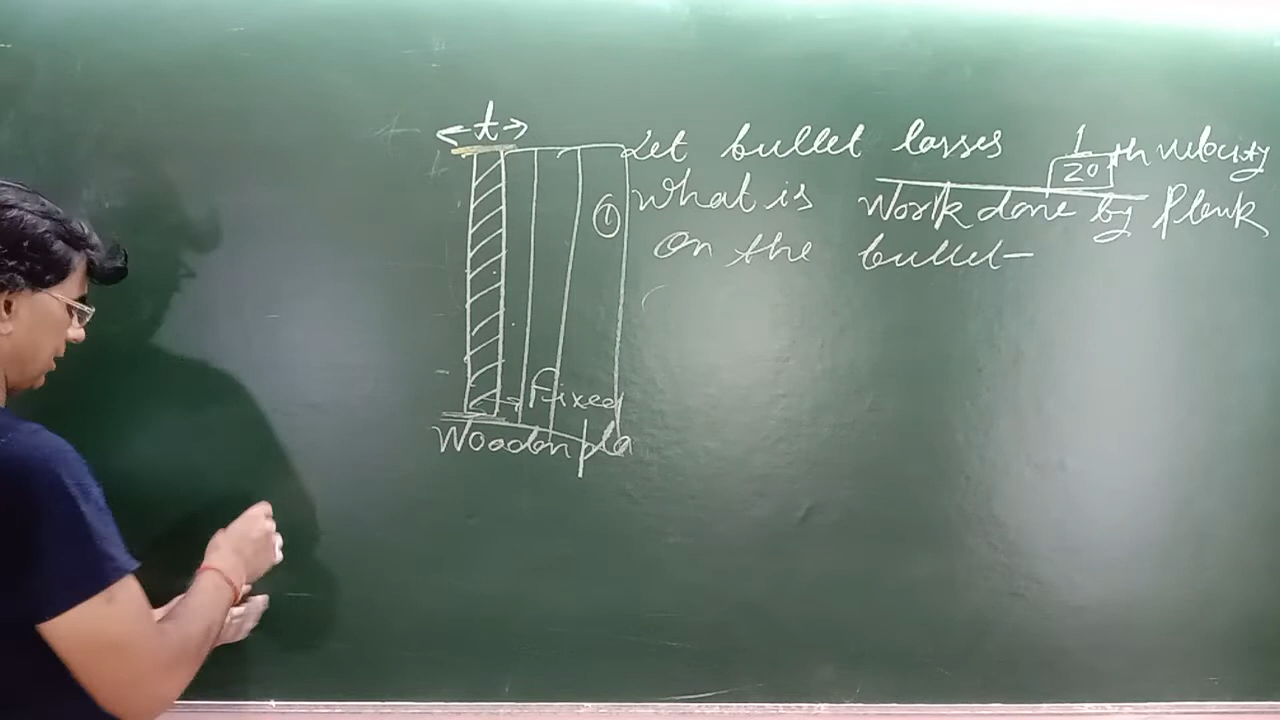 t
Let bullet losses 1/20 th velocity
① What is Work done by Plank
on the bullet-
Fixed
Wooden pla